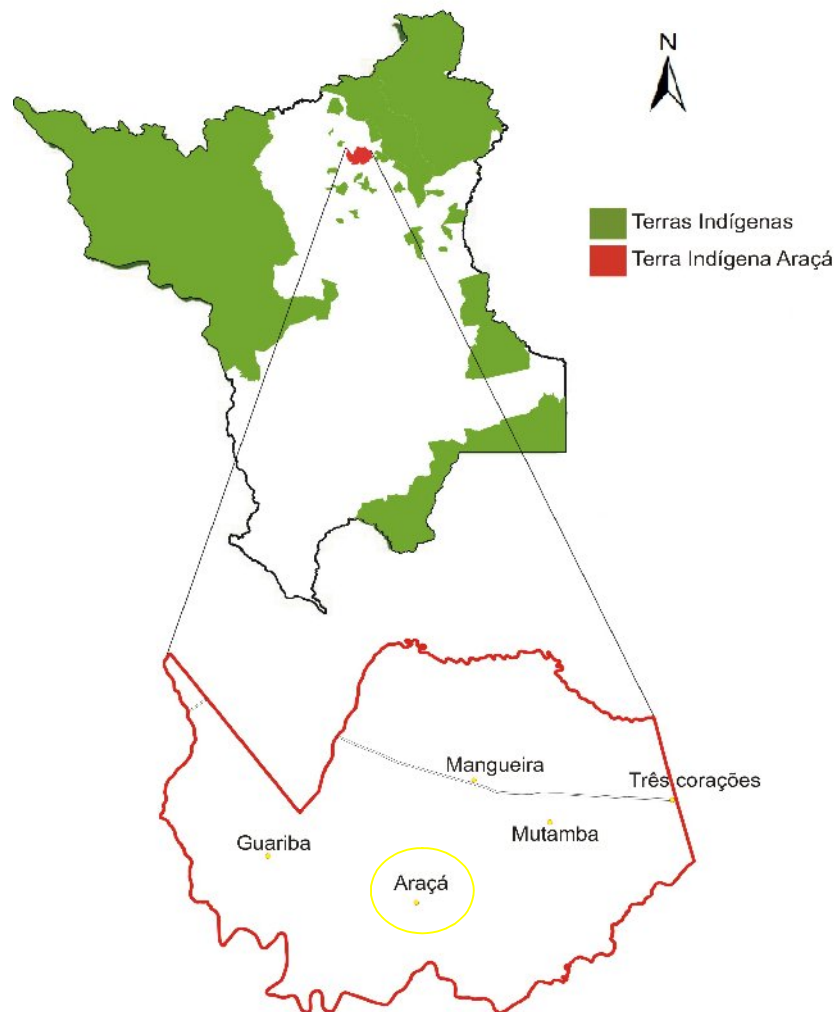 N
Terras Indígenas
Terra Indígena Araçá
Mangueira
Três corações
Mutamba
Guariba
Araçá